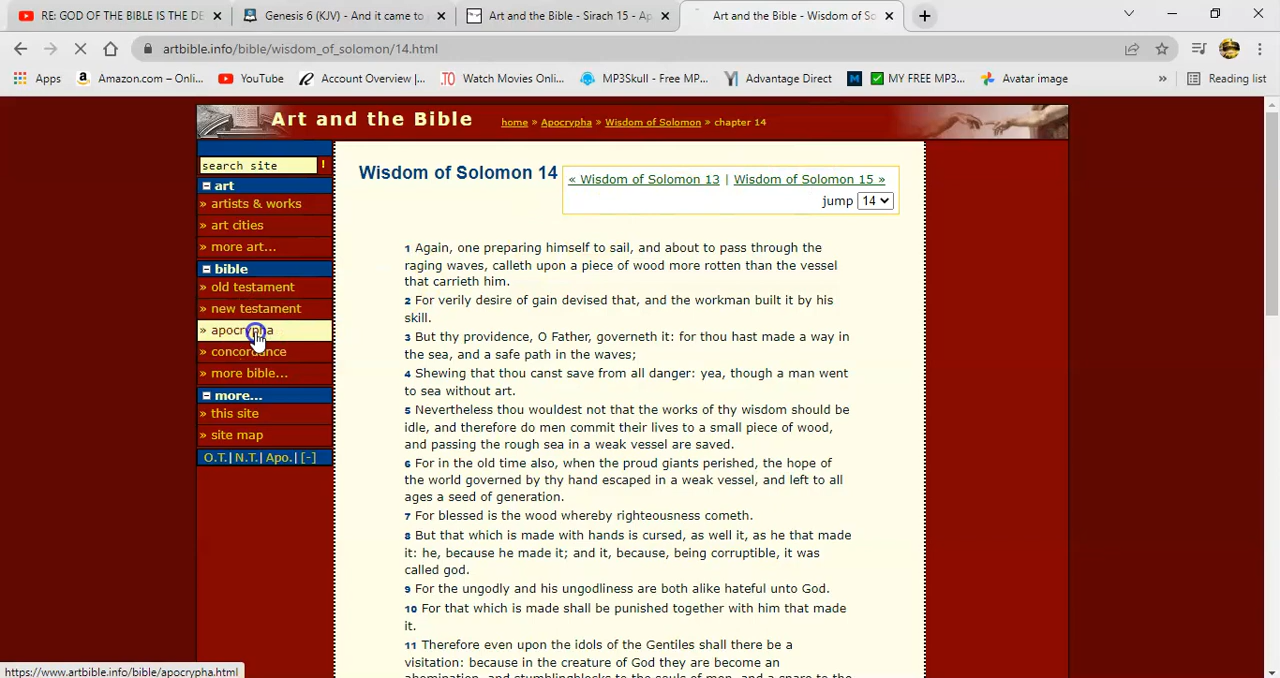 RE: GOD OF THE BIBLE IS THE DE
Genesis 6 (KJV) - And it came to
Art and the Bible - Sirach 15 - Ap
Art and the Bible - Wisdom of So
artbible.info/bible/wisdom_of_solomon/14.html
Apps
Amazon.com – Onli...
YouTube
Account Overview |...
Watch Movies Onl...
MP3Skull - Free MP...
Advantage Direct
MY FREE MP3...
Avatar image
»
Reading list
Art and the Bible
home » Apocrypha » Wisdom of Solomon » chapter 14
search site !
art
» artists & works
» art cities
» more art...
bible
» old testament
» new testament
» apocrypha
» concordance
» more bible...
more...
» this site
» site map
O.T.| N.T.| Apo.| [-]
Wisdom of Solomon 14
« Wisdom of Solomon 13 | Wisdom of Solomon 15 »
jump 14
1 Again, one preparing himself to sail, and about to pass through the
raging waves, calleth upon a piece of wood more rotten than the vessel
that carrieth him.
2 For verily desire of gain devised that, and the workman built it by his
skill.
3 But thy providence, O Father, governeth it: for thou hast made a way in
the sea, and a safe path in the waves;
4 Shewing that thou canst save from all danger: yea, though a man went
to sea without art.
5 Nevertheless thou wouldest not that the works of thy wisdom should be
idle, and therefore do men commit their lives to a small piece of wood,
and passing the rough sea in a weak vessel are saved.
6 For in the old time also, when the proud giants perished, the hope of
the world governed by thy hand escaped in a weak vessel, and left to all
ages a seed of generation.
7 For blessed is the wood whereby righteousness cometh.
8 But that which is made with hands is cursed, as well it, as he that made
it: he, because he made it; and it, because, being corruptible, it was
called god.
9 For the ungodly and his ungodliness are both alike hateful unto God.
10 For that which is made shall be punished together with him that made
it.
11 Therefore even upon the idols of the Gentiles shall there be a
visitation: because in the creature of God they are become an
abomination, and stumblingblocks to the souls of men, and a snare to the
https://www.artbible.info/bible/apocrypha.html